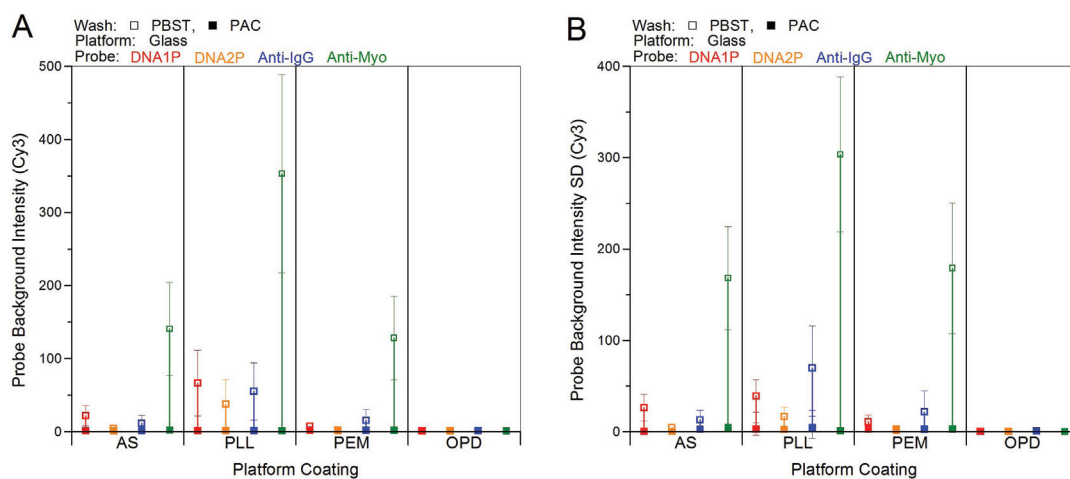 A
Wash: □ PBST, ■ PAC
Platform: Glass
Probe: DNA1P DNA2P Anti-IgG Anti-Myo
500
400
300
200
100
0
Probe Background Intensity (Cy3)
AS PLL PEM OPD
Platform Coating
B
Wash: □ PBST, ■ PAC
Platform: Glass
Probe: DNA1P DNA2P Anti-IgG Anti-Myo
400
300
200
100
0
Probe Background Intensity SD (Cy3)
AS PLL PEM OPD
Platform Coating